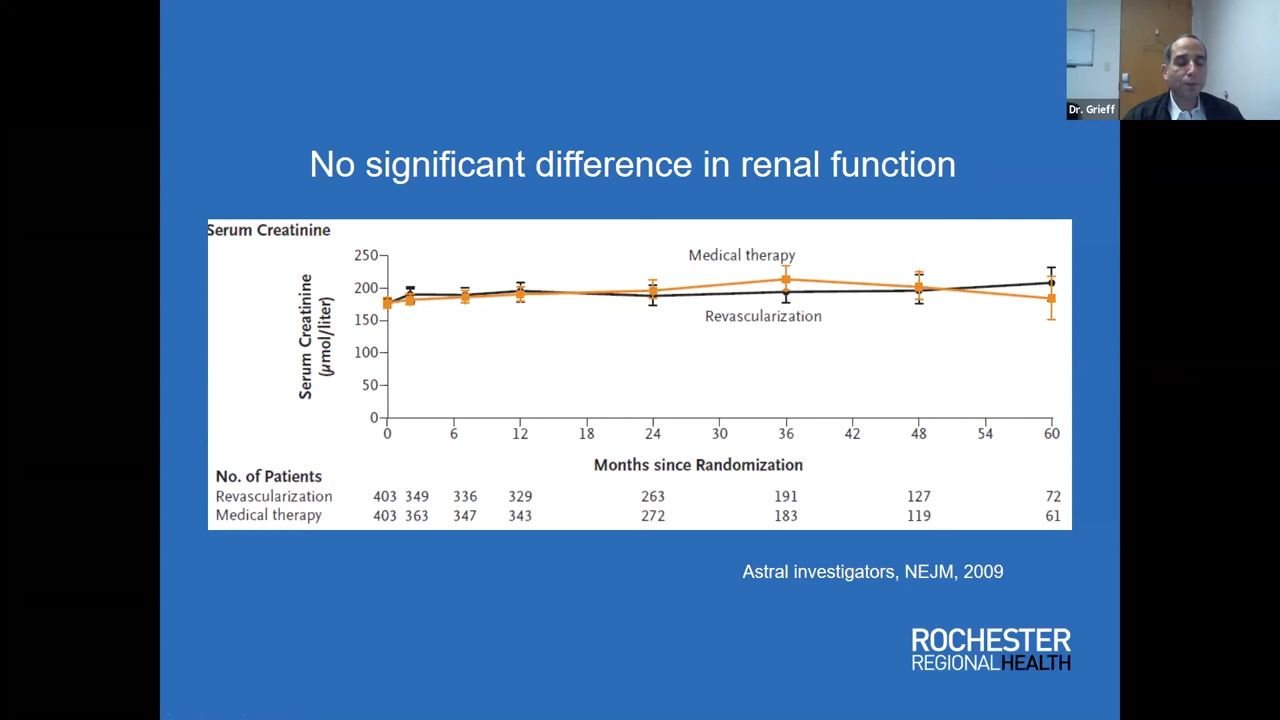 Dr. Grieff
No significant difference in renal function
Serum Creatinine
Serum Creatinine
(µmol/liter)
250
200
150
100
50
0
Medical therapy
Revascularization
0 6 12 18 24 30 36 42 48 54 60
Months since Randomization
No. of Patients
Revascularization 403 349 336 329 263 191 127 72
Medical therapy 403 363 347 343 272 183 119 61
Astral investigators, NEJM, 2009
ROCHESTER
REGIONALHEALTH